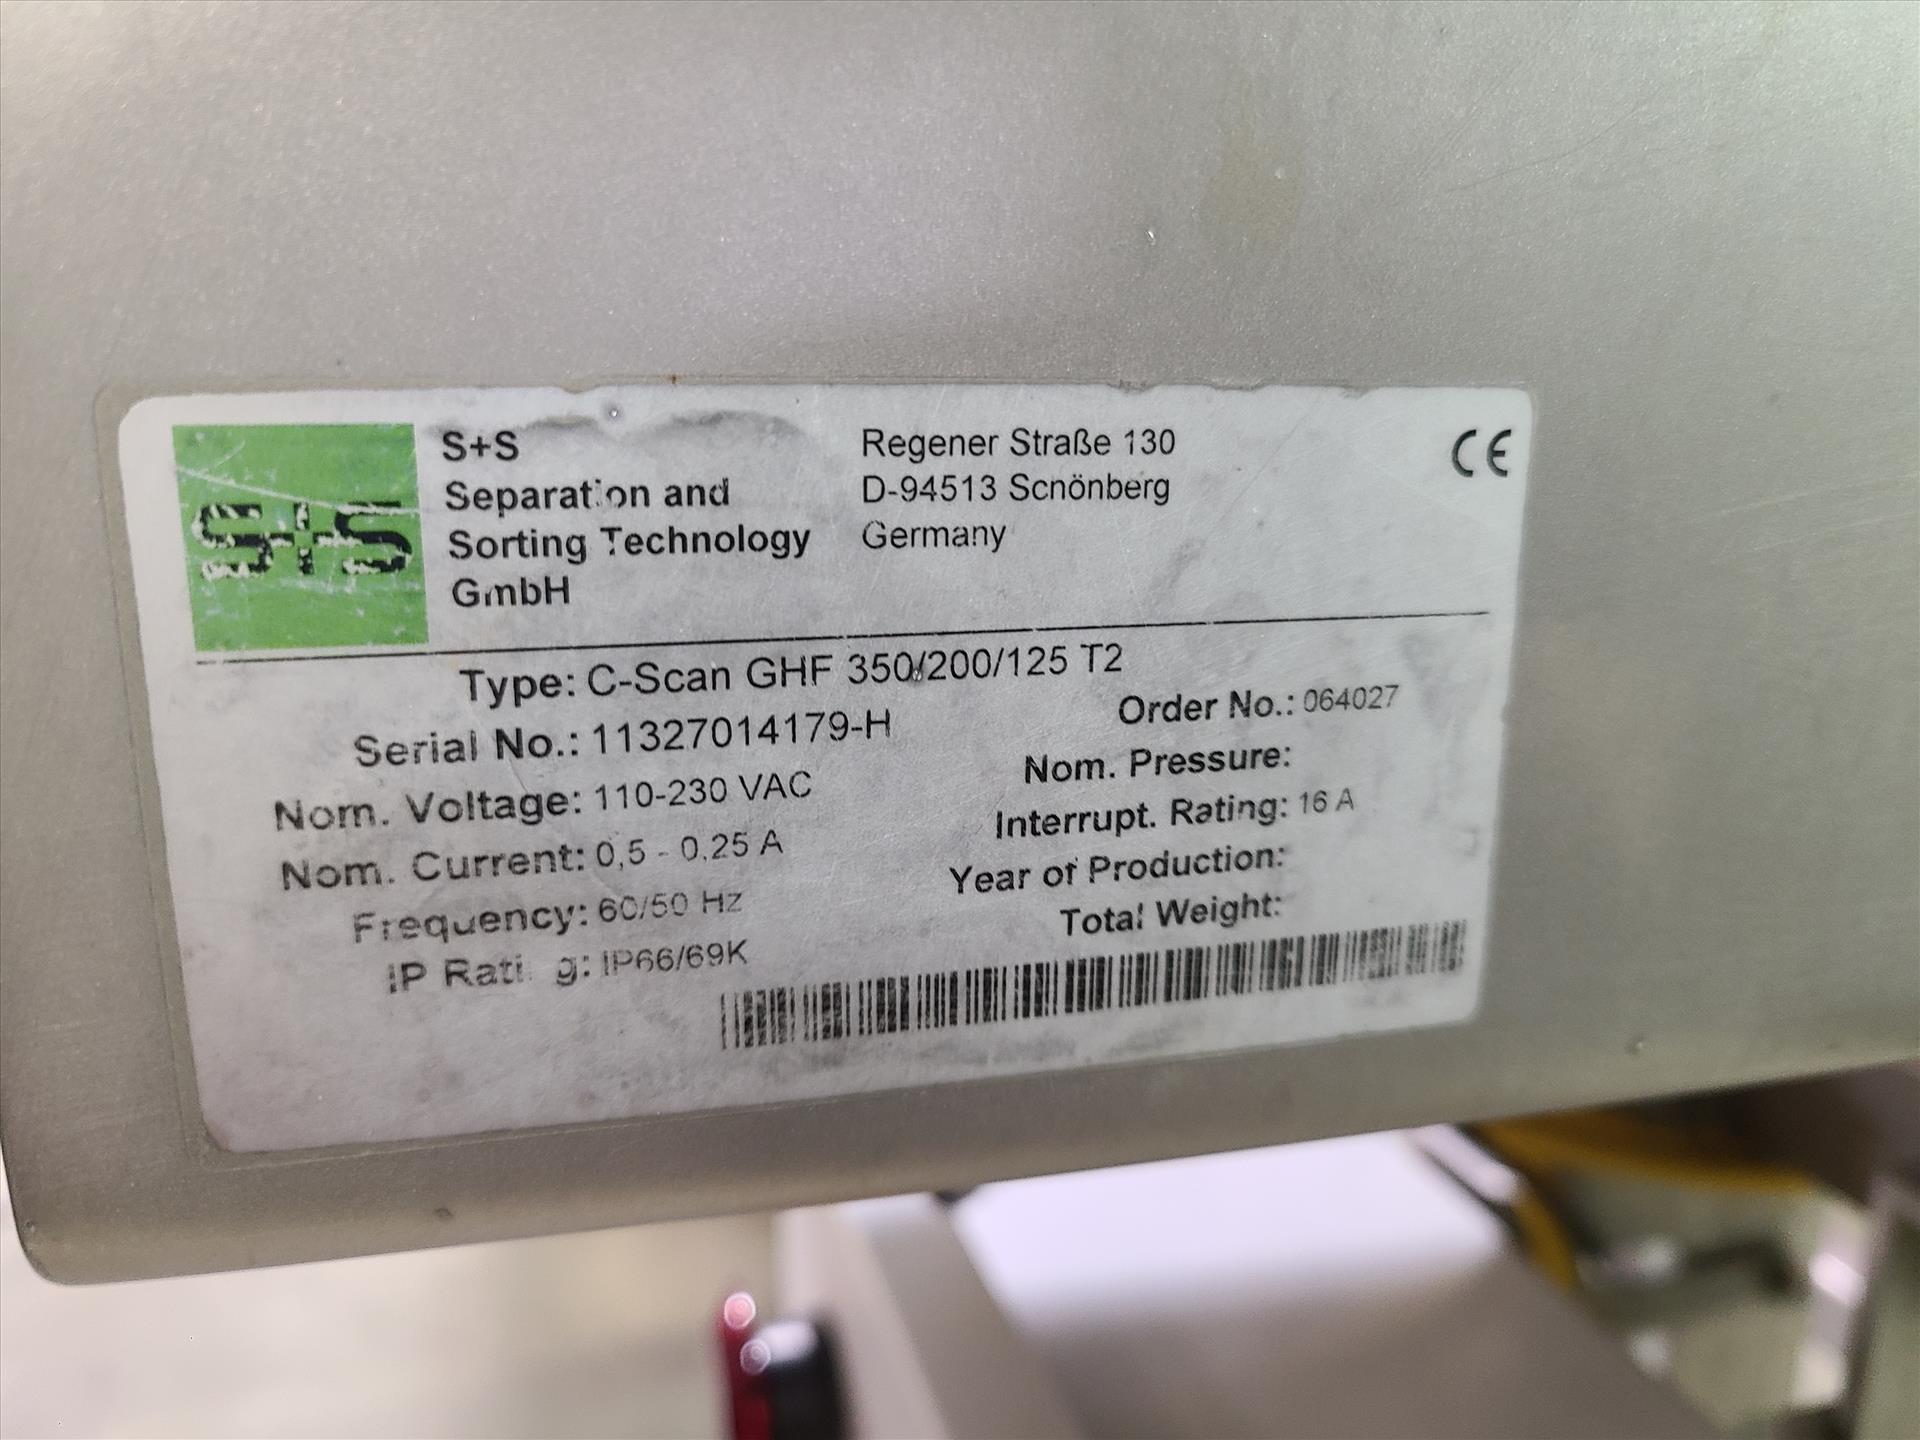 S+S
S+S
Separation and
Sorting Technology
GmbH
Regener Straße 130
D-94513 Schönberg
Germany
CE
Type: C-Scan GHF 350/200/125 T2
Serial No.: 11327014179-H
Nom. Voltage: 110-230 VAC
Nom. Current: 0,5 - 0.25 A
Frequency: 60/50 Hz
IP Rating: IP66/69K
Order No.: 064027
Nom. Pressure:
Interrupt. Rating: 16 A
Year of Production:
Total Weight: